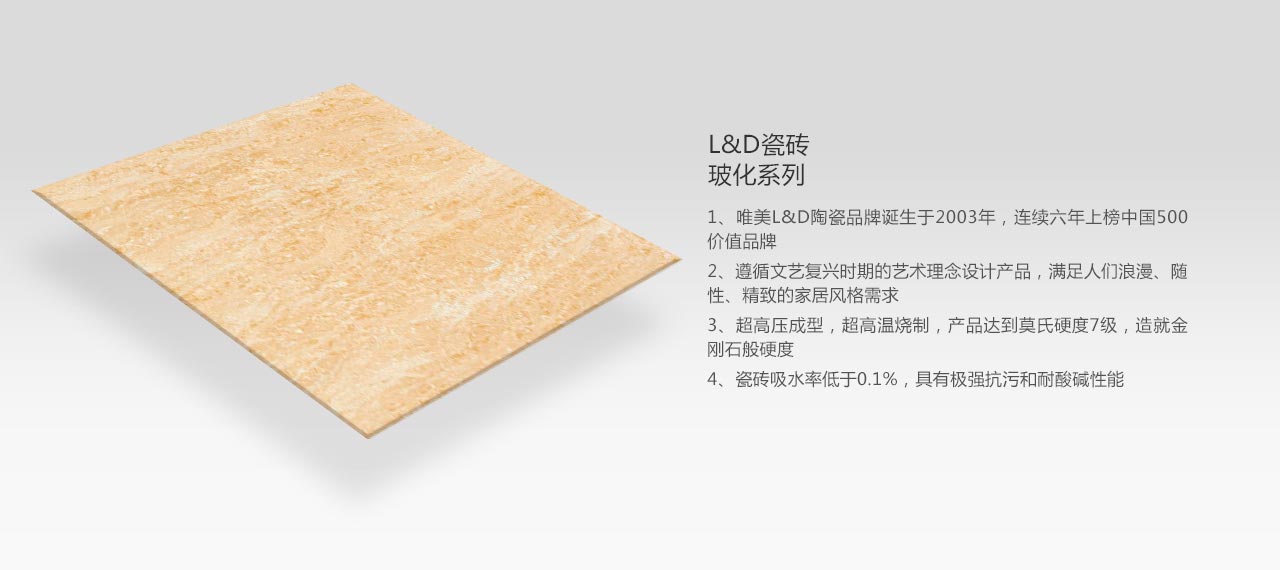 L&D瓷砖
玻化系列
1、唯美L&D陶瓷品牌诞生于2003年，连续六年上榜中国500
价值品牌
2、遵循文艺复兴时期的艺术理念设计产品，满足人们浪漫、随
性、精致的家居风格需求
3、超高压成型，超高温烧制，产品达到莫氏硬度7级，造就金
刚石般硬度
4、瓷砖吸水率低于0.1%，具有极强抗污和耐酸碱性能